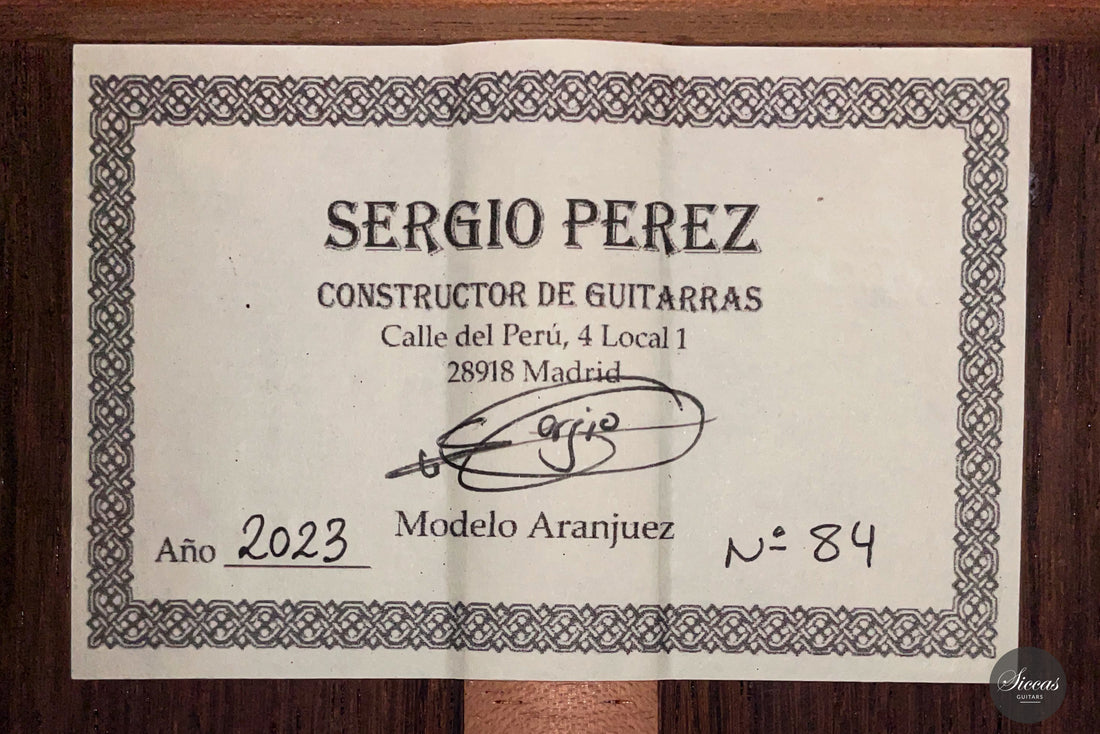 SERGIO PEREZ
CONSTRUCTOR DE GUITARRAS
Calle del Perú, 4 Local 1
28918 Madrid
Sergio
Modelo Aranjuez
Año 2023
Nº 84
Siccas
GUITARS